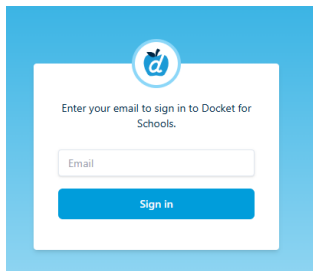 d
Enter your email to sign in to Docket for
Schools.
Email
Sign in